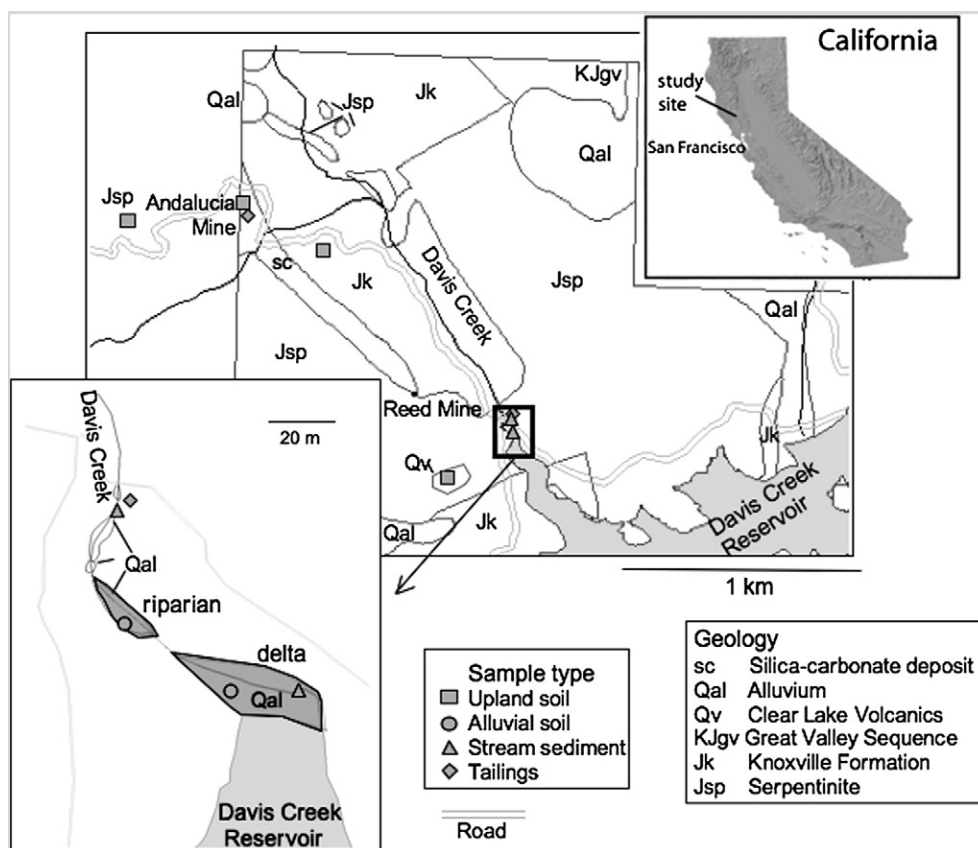 California
study
site
San Francisco
KJgv
Qal
Jsp
Jk
Qal
Jsp
Andalucia
Mine
sc
Jk
Davis Creek
Jsp
Qal
Jsp
Reed Mine
Qv
Jk
Qal
Jk
Davis Creek
Reservoir
1 km
Davis Creek
20 m
Qal
riparian
delta
Qal
Davis Creek
Reservoir
Sample type
Upland soil
Alluvial soil
Stream sediment
Tailings
Road
Geology
sc Silica-carbonate deposit
Qal Alluvium
Qv Clear Lake Volcanics
KJgv Great Valley Sequence
Jk Knoxville Formation
Jsp Serpentinite